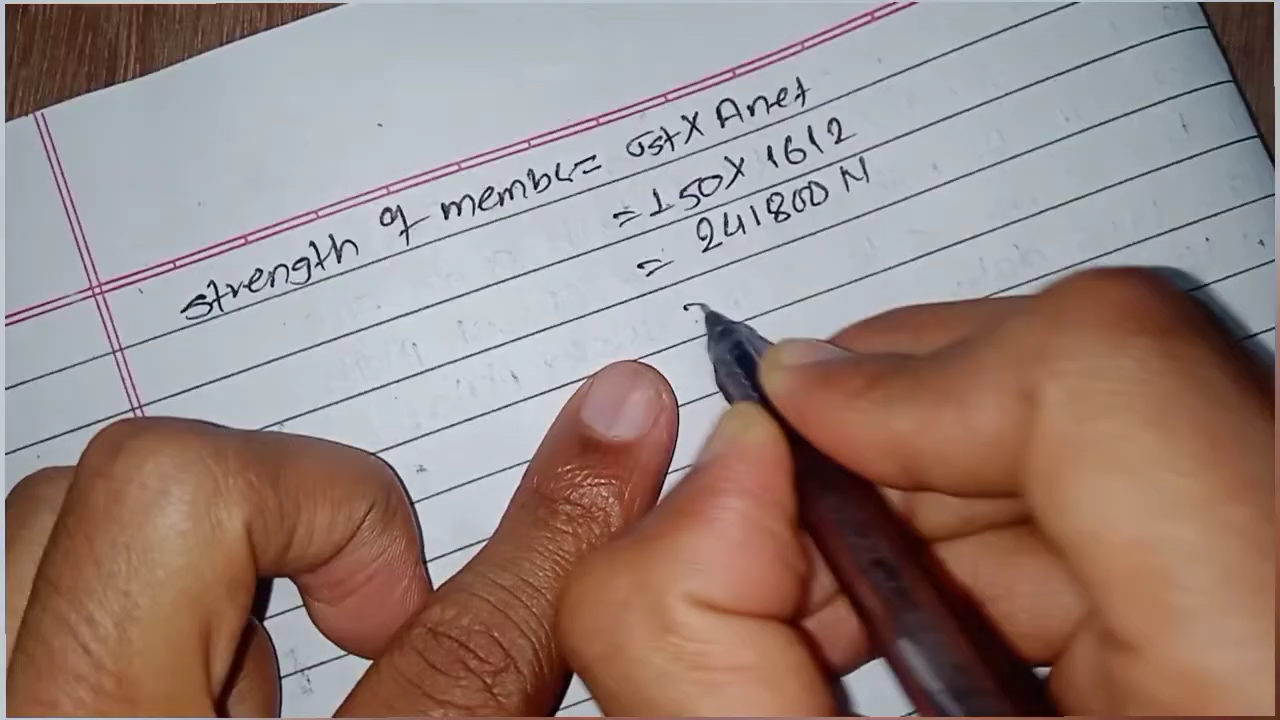 strength of member = σst X Anet
= 150 X 1612
= 241800 N